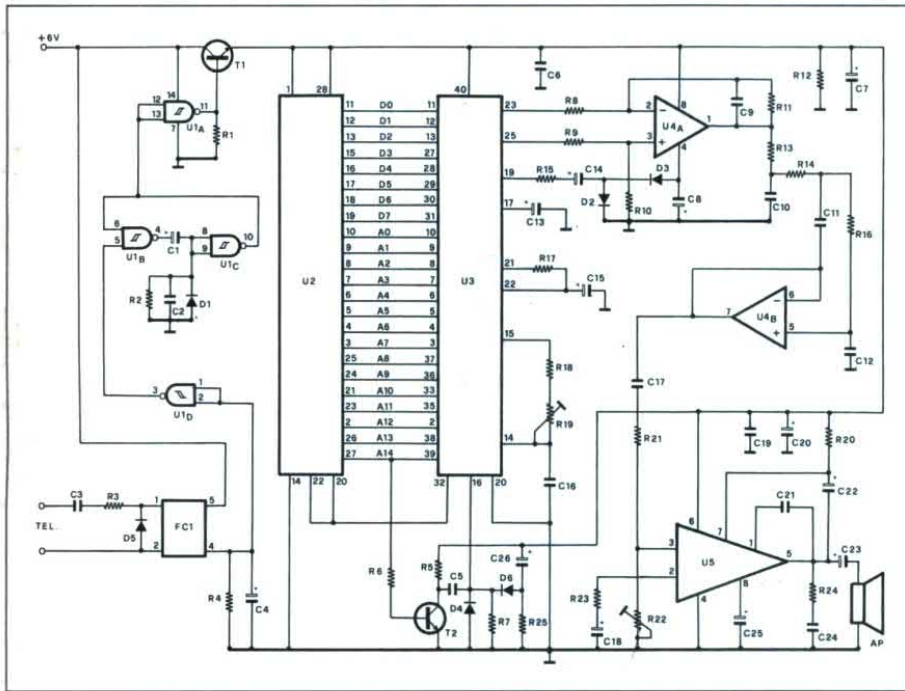 +6V
T1
C6
R12
C7
1
28
40
14
12
13
11
7
U1A
R1
6
5
4
U1B
C1
8
9
10
U1C
R2
C2
D1
3
1
2
U1D
TEL.
C3
R3
D5
1
2
5
4
FC1
R4
C4
U2
U3
11 D0 11
12 D1 12
13 D2 13
15 D3 27
16 D4 28
17 D5 29
18 D6 30
19 D7 31
10 A0 10
9 A1 9
8 A2 8
7 A3 7
6 A4 6
5 A5 5
4 A6 4
3 A7 3
25 A8 37
24 A9 36
21 A10 33
23 A11 35
2 A12 2
26 A13 38
27 A14 39
14
22
20
32
16
20
23
R8
25
R9
19
R15
C14
D3
D2
R10
C8
17
C13
21
R17
22
C15
15
R18
R19
14
C16
2
3
8
4
1
U4A
C9
R11
R13
R14
C10
C11
R16
7
6
5
U4B
C12
C17
R21
R22
C19
C20
R20
R6
R5
C5
T2
D4
R7
D6
C26
R25
R23
C18
6
7
1
3
2
5
4
8
U5
C21
C22
C23
R24
C24
C25
AP